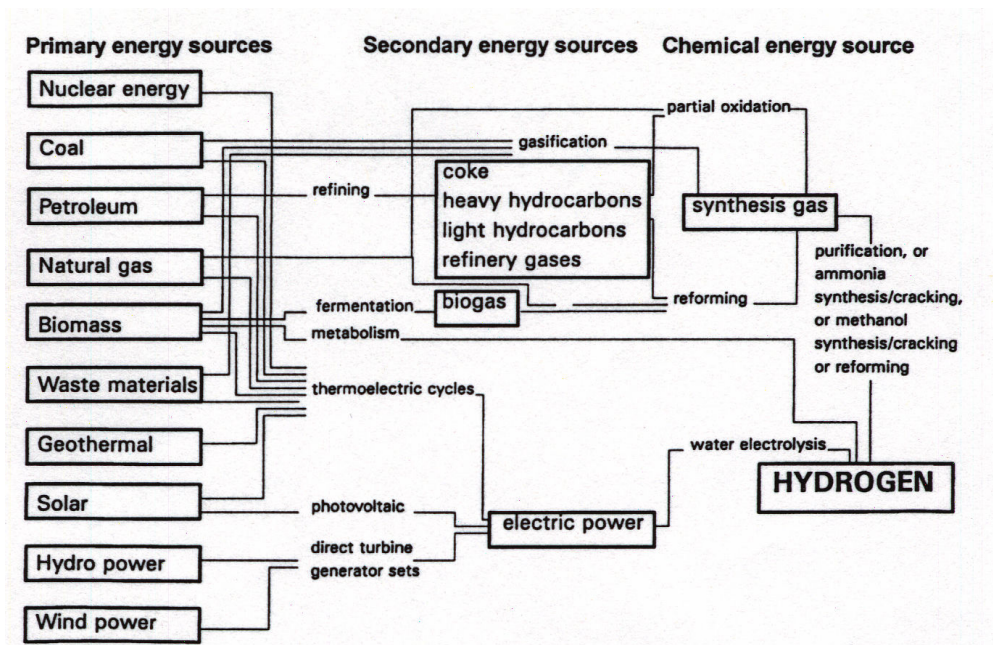 Primary energy sources
Secondary energy sources
Chemical energy source
Nuclear energy
Coal
Petroleum
Natural gas
Biomass
Waste materials
Geothermal
Solar
Hydro power
Wind power
refining
fermentation
metabolism
thermoelectric cycles
photovoltaic
direct turbine
generator sets
gasification
coke
heavy hydrocarbons
light hydrocarbons
refinery gases
biogas
electric power
partial oxidation
synthesis gas
reforming
purification, or
ammonia
synthesis/cracking,
or methanol
synthesis/cracking
or reforming
water electrolysis
HYDROGEN